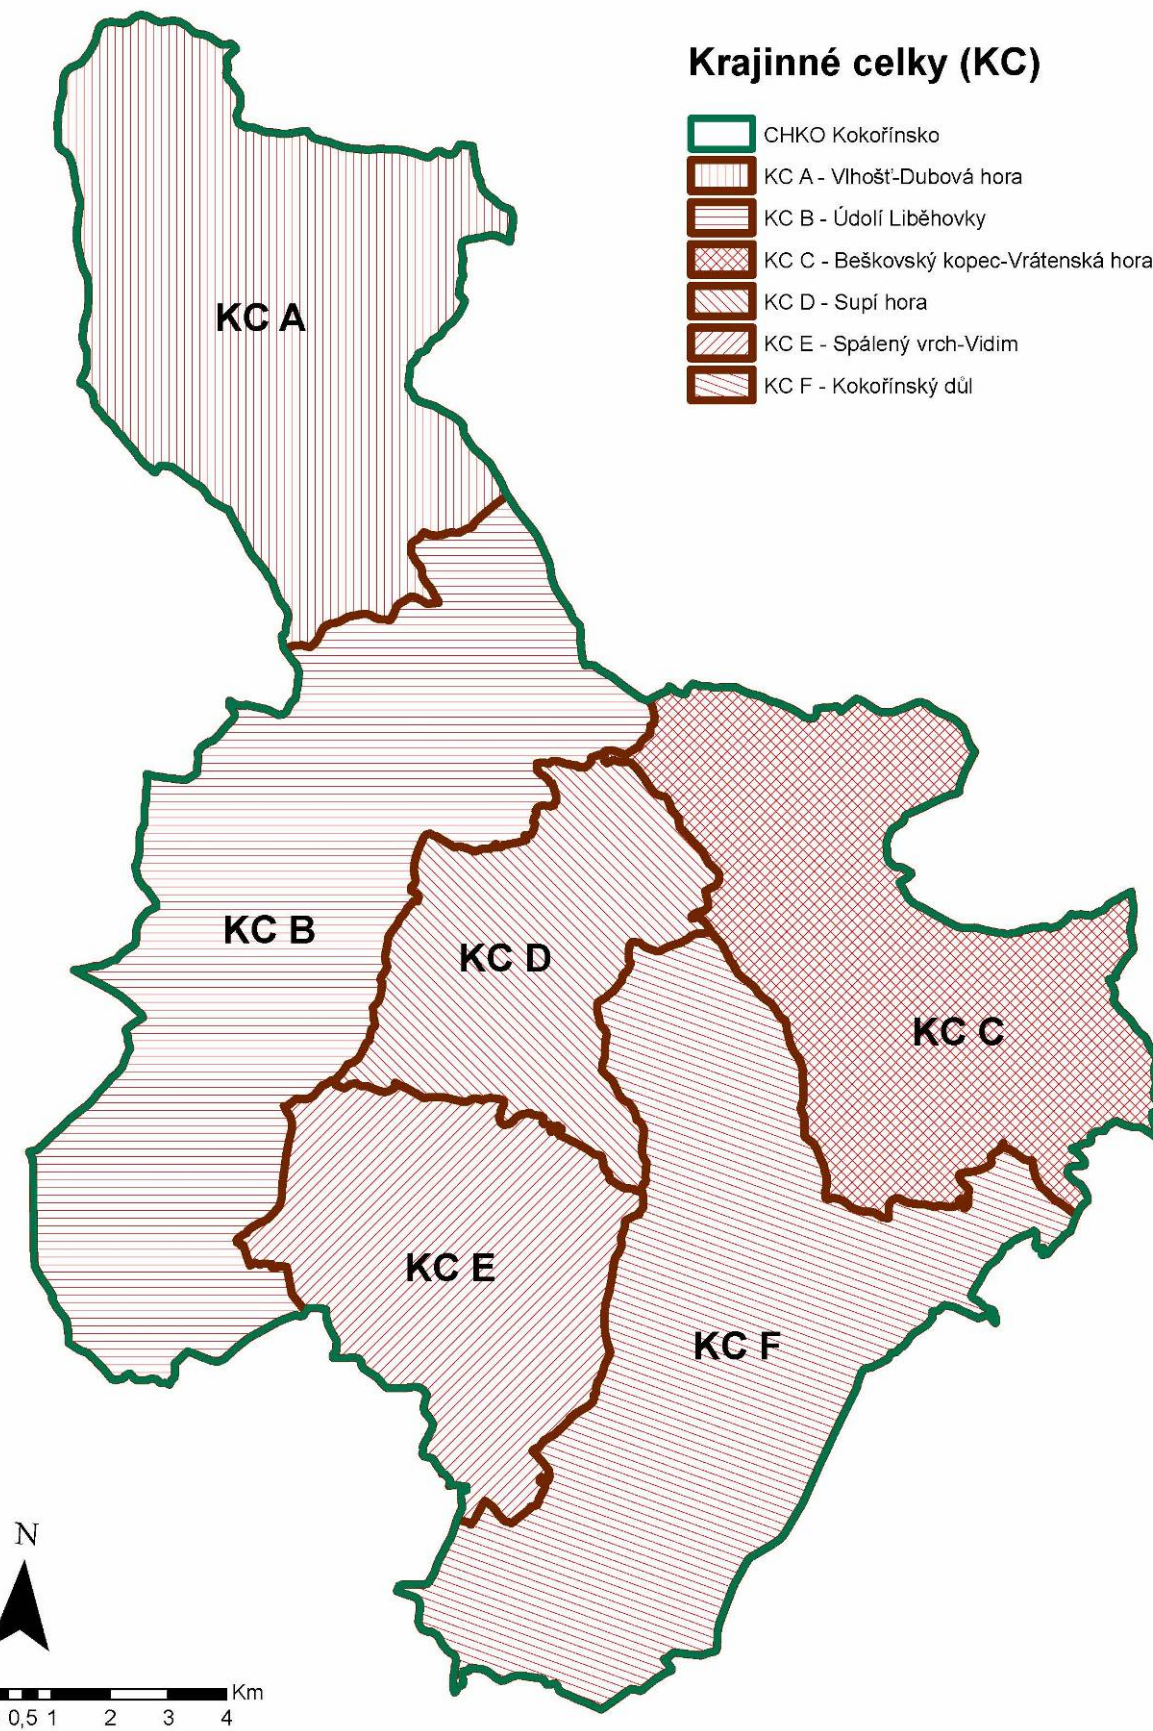 Krajinné celky (KC)
CHKO Kokořínsko
KC A - Vlhošť-Dubová hora
KC B - Údolí Liběhovky
KC C - Beškovský kopec-Vrátenská hora
KC D - Supí hora
KC E - Spálený vrch-Vidim
KC F - Kokořínský důl
KC A
KC B
KC D
KC C
KC E
KC F
N
Km
0,5 1 2 3 4